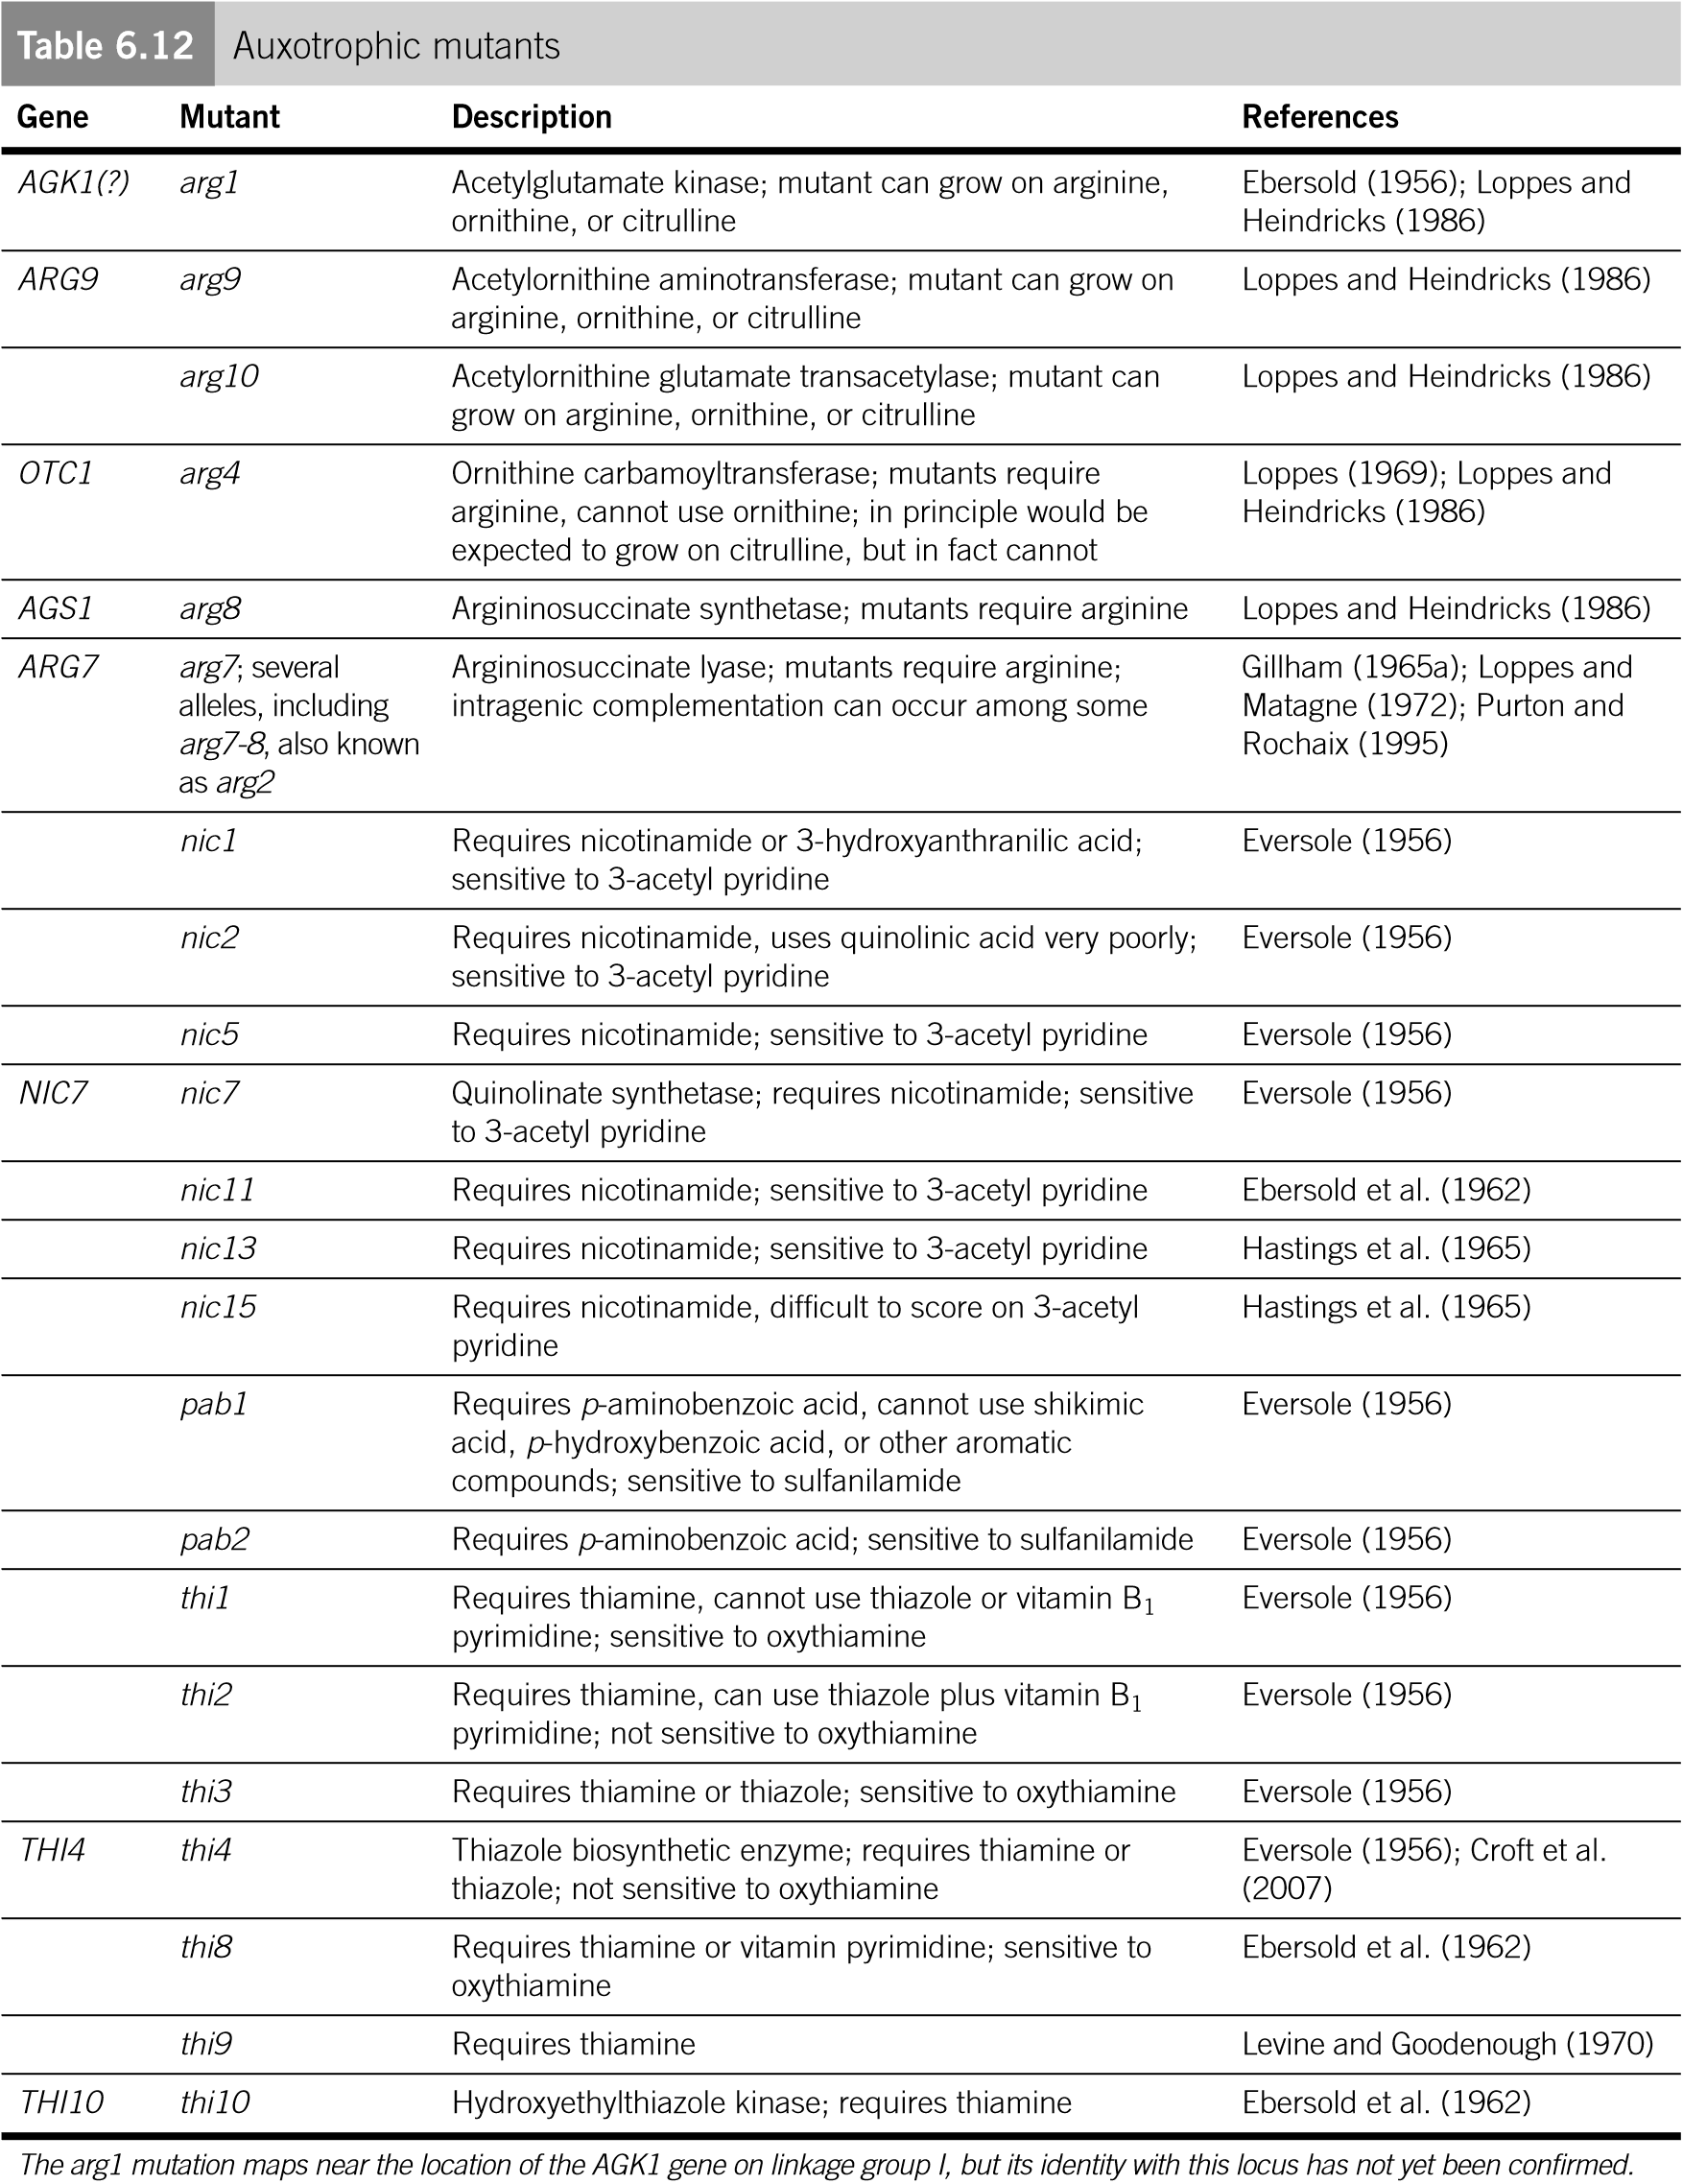 Table 6.12 Auxotrophic mutants
Gene Mutant Description References
AGK1(?) arg1 Acetylglutamate kinase; mutant can grow on arginine, Ebersold (1956); Loppes and
ornithine, or citrulline Heindricks (1986)
ARG9 arg9 Acetylornithine aminotransferase; mutant can grow on Loppes and Heindricks (1986)
arginine, ornithine, or citrulline
arg10 Acetylornithine glutamate transacetylase; mutant can Loppes and Heindricks (1986)
grow on arginine, ornithine, or citrulline
OTC1 arg4 Ornithine carbamoyltransferase; mutants require Loppes (1969); Loppes and
arginine, cannot use ornithine; in principle would be Heindricks (1986)
expected to grow on citrulline, but in fact cannot
AGS1 arg8 Argininosuccinate synthetase; mutants require arginine Loppes and Heindricks (1986)
ARG7 arg7; several Argininosuccinate lyase; mutants require arginine; Gillham (1965a); Loppes and
alleles, including intragenic complementation can occur among some Matagne (1972); Purton and
arg7-8, also known Rochaix (1995)
as arg2
nic1 Requires nicotinamide or 3-hydroxyanthranilic acid; Eversole (1956)
sensitive to 3-acetyl pyridine
nic2 Requires nicotinamide, uses quinolinic acid very poorly; Eversole (1956)
sensitive to 3-acetyl pyridine
nic5 Requires nicotinamide; sensitive to 3-acetyl pyridine Eversole (1956)
NIC7 nic7 Quinolinate synthetase; requires nicotinamide; sensitive Eversole (1956)
to 3-acetyl pyridine
nic11 Requires nicotinamide; sensitive to 3-acetyl pyridine Ebersold et al. (1962)
nic13 Requires nicotinamide; sensitive to 3-acetyl pyridine Hastings et al. (1965)
nic15 Requires nicotinamide, difficult to score on 3-acetyl Hastings et al. (1965)
pyridine
pab1 Requires p-aminobenzoic acid, cannot use shikimic Eversole (1956)
acid, p-hydroxybenzoic acid, or other aromatic
compounds; sensitive to sulfanilamide
pab2 Requires p-aminobenzoic acid; sensitive to sulfanilamide Eversole (1956)
thi1 Requires thiamine, cannot use thiazole or vitamin B1 Eversole (1956)
pyrimidine; sensitive to oxythiamine
thi2 Requires thiamine, can use thiazole plus vitamin B1 Eversole (1956)
pyrimidine; not sensitive to oxythiamine
thi3 Requires thiamine or thiazole; sensitive to oxythiamine Eversole (1956)
THI4 thi4 Thiazole biosynthetic enzyme; requires thiamine or Eversole (1956); Croft et al.
thiazole; not sensitive to oxythiamine (2007)
thi8 Requires thiamine or vitamin pyrimidine; sensitive to Ebersold et al. (1962)
oxythiamine
thi9 Requires thiamine Levine and Goodenough (1970)
THI10 thi10 Hydroxyethylthiazole kinase; requires thiamine Ebersold et al. (1962)
The arg1 mutation maps near the location of the AGK1 gene on linkage group I, but its identity with this locus has not yet been confirmed.